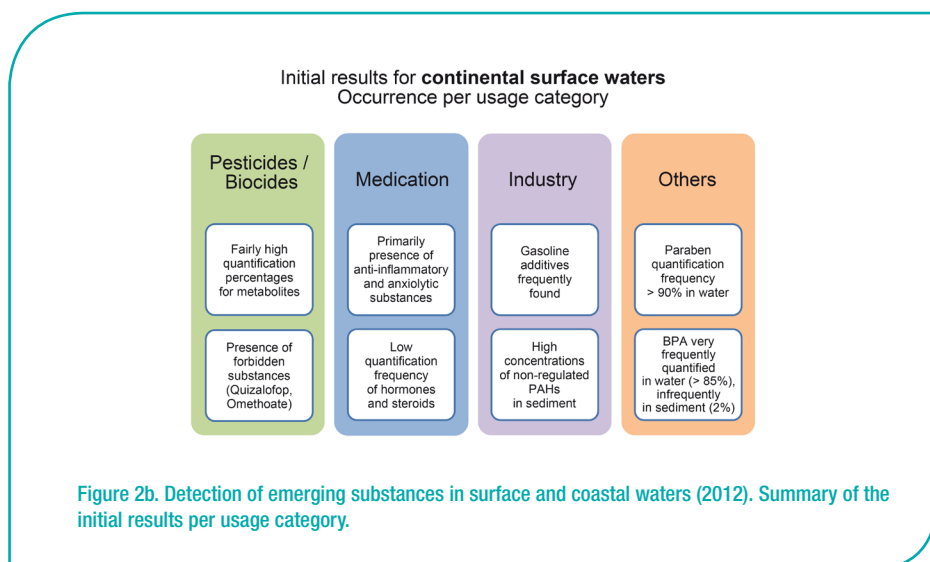 Initial results for continental surface waters
Occurrence per usage category
Pesticides /
Biocides
Fairly high
quantification
percentages
for metabolites
Presence of
forbidden
substances
(Quizalofop,
Omethoate)
Medication
Primarily
presence of
anti-inflammatory
and anxiolytic
substances
Low
quantification
frequency
of hormones
and steroids
Industry
Gasoline
additives
frequently
found
High
concentrations
of non-regulated
PAHs
in sediment
Others
Paraben
quantification
frequency
> 90% in water
BPA very
frequently
quantified
in water (> 85%),
infrequently
in sediment (2%)
Figure 2b. Detection of emerging substances in surface and coastal waters (2012). Summary of the
initial results per usage category.